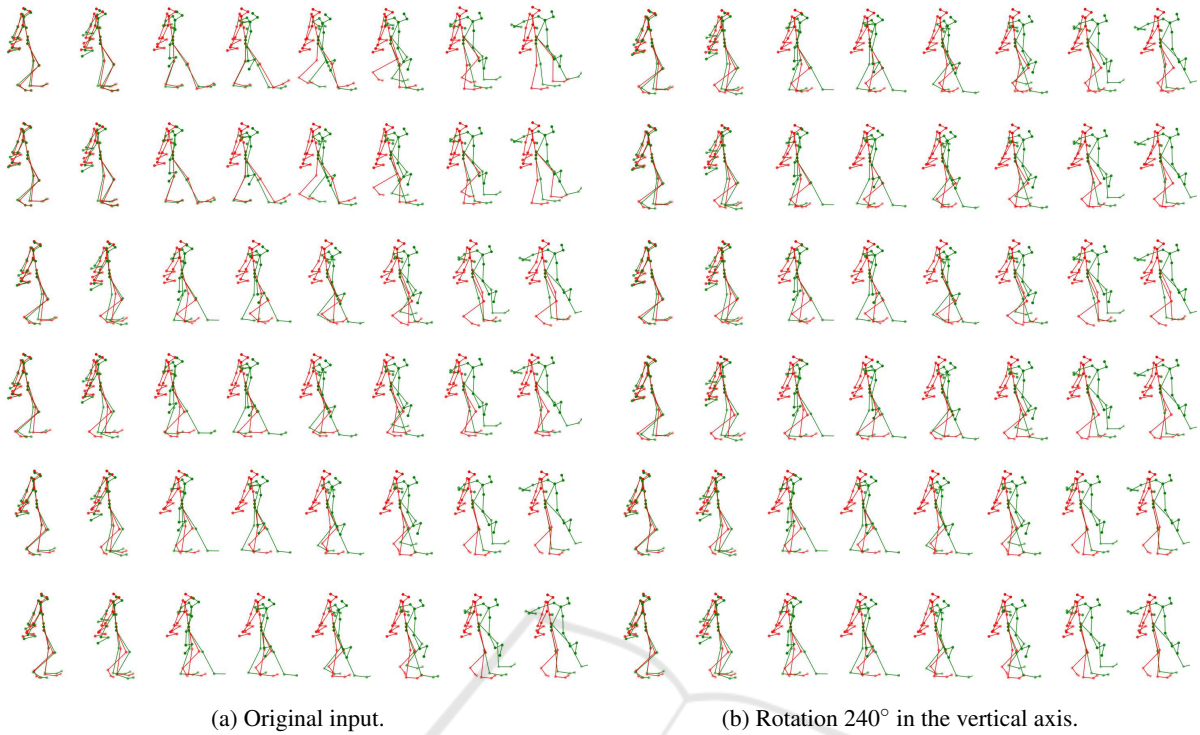 (a) Original input.
(b) Rotation 240° in the vertical axis.